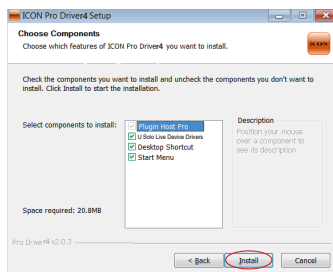 ICON Pro Driver4 Setup
Choose Components
Choose which features of ICON Pro Driver4 you want to install.
ICON
Check the components you want to install and uncheck the components you don't want to
install. Click Install to start the installation.
Select components to install:
Plugin Host Pro
U Solo Live Device Drivers
Desktop Shortcut
Start Menu
Description
Position your mouse
over a component to
see its description.
Space required: 20.8MB
Pro Driver4 v2.0.3
< Back
Install
Cancel